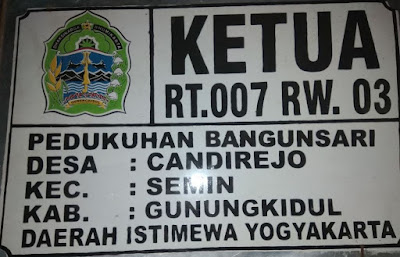 KETUA
RT.007 RW. 03
PEDUKUHAN BANGUNSARI
DESA : CANDIREJO
KEC. : SEMIN
KAB. : GUNUNGKIDUL
DAERAH ISTIMEWA YOGYAKARTA